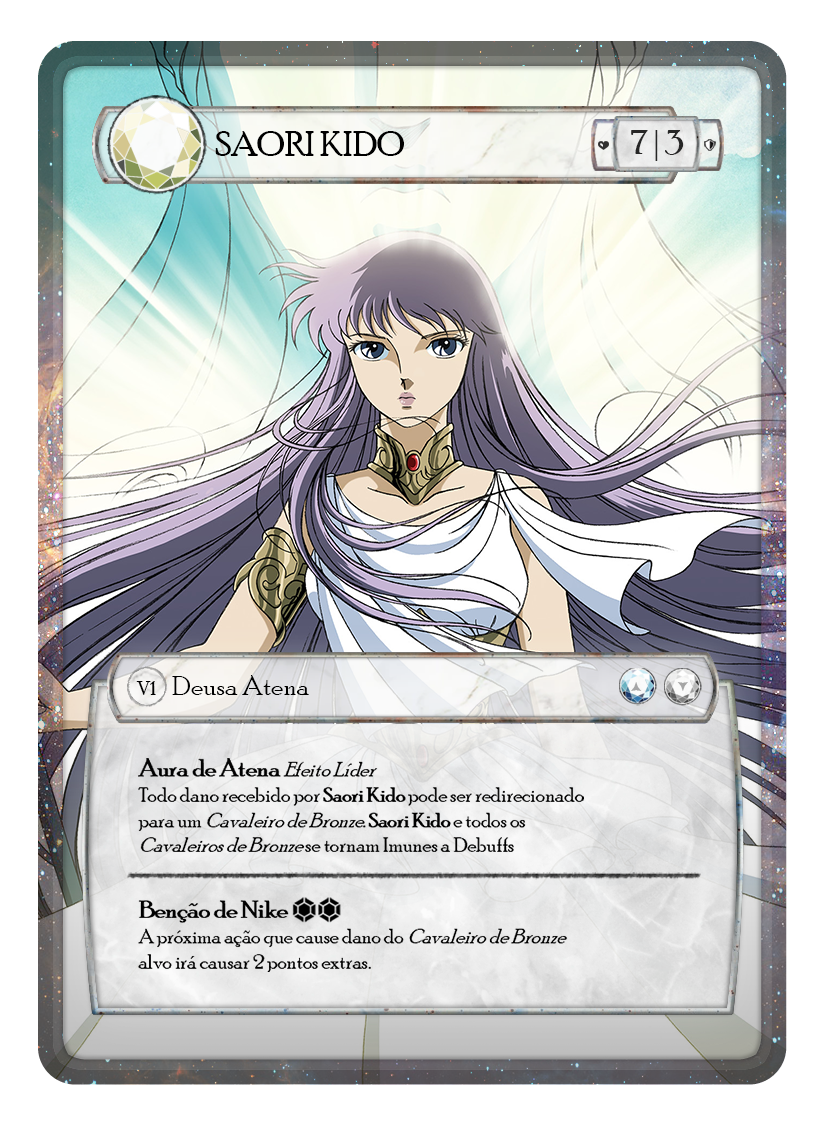 SAORI KIDO
7|3
V1 Deusa Atena
Aura de Atena Efeito Líder
Todo dano recebido por Saori Kido pode ser redirecionado
para um Cavaleiro de Bronze. Saori Kido e todos os
Cavaleiros de Bronze se tornam Imunes a Debuffs
Benção de Nike
A próxima ação que cause dano do Cavaleiro de Bronze
alvo irá causar 2 pontos extras.